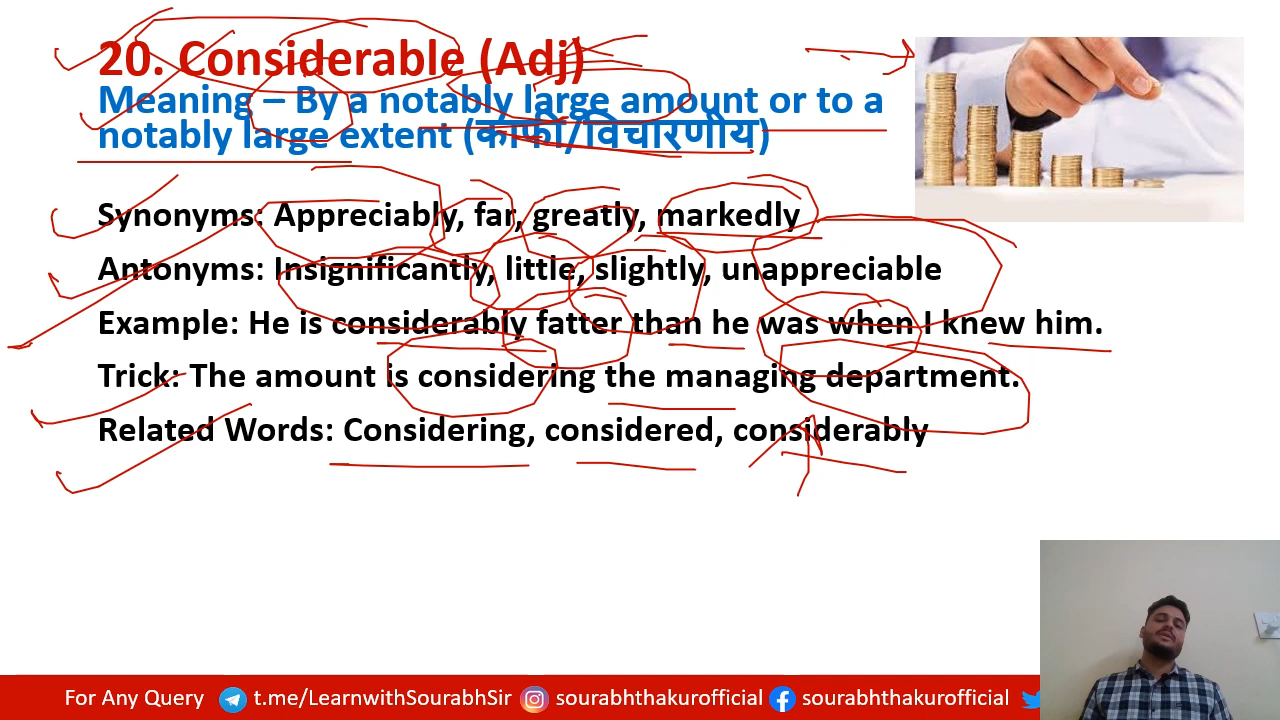 20. Considerable (Adj)
Meaning – By a notably large amount or to a
notably large extent (काफी/विचारणीय)
Synonyms: Appreciably, far, greatly, markedly
Antonyms: Insignificantly, little, slightly, unappreciable
Example: He is considerably fatter than he was when I knew him.
Trick: The amount is considering the managing department.
Related Words: Considering, considered, considerably
For Any Query t.me/LearnwithSourabhSir sourabhthakurofficial sourabhthakurofficial